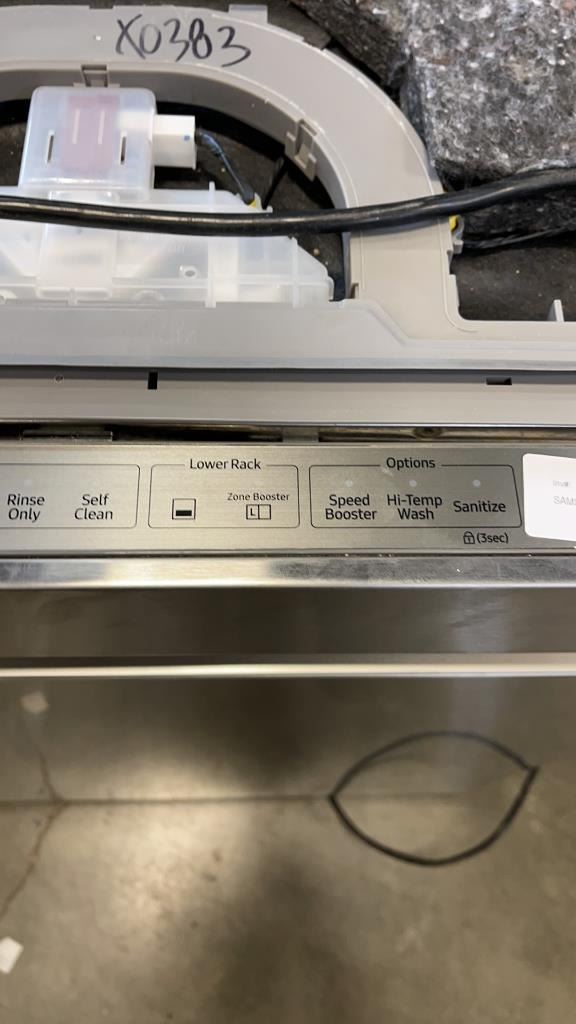 X0383
Lower Rack
Options
Rinse
Only
Self
Clean
Zone Booster
L
Speed
Booster
Hi-Temp
Wash
Sanitize
(3sec)